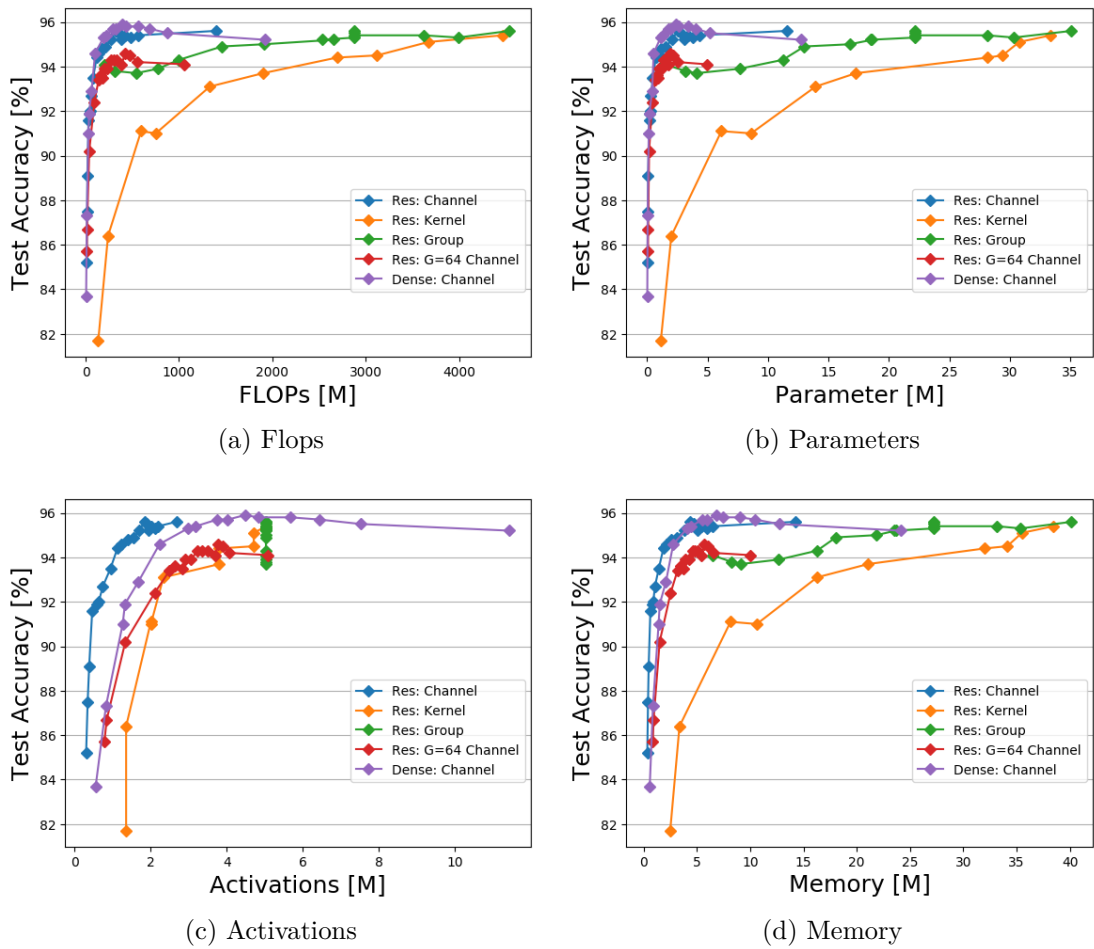 96
94
92
90
88
86
84
82
Test Accuracy [%]
0 1000 2000 3000 4000
FLOPs [M]
Res: Channel
Res: Kernel
Res: Group
Res: G=64 Channel
Dense: Channel
(a) Flops
96
94
92
90
88
86
84
82
Test Accuracy [%]
0 5 10 15 20 25 30 35
Parameter [M]
Res: Channel
Res: Kernel
Res: Group
Res: G=64 Channel
Dense: Channel
(b) Parameters
96
94
92
90
88
86
84
82
Test Accuracy [%]
0 2 4 6 8 10
Activations [M]
Res: Channel
Res: Kernel
Res: Group
Res: G=64 Channel
Dense: Channel
(c) Activations
96
94
92
90
88
86
84
82
Test Accuracy [%]
0 5 10 15 20 25 30 35 40
Memory [M]
Res: Channel
Res: Kernel
Res: Group
Res: G=64 Channel
Dense: Channel
(d) Memory